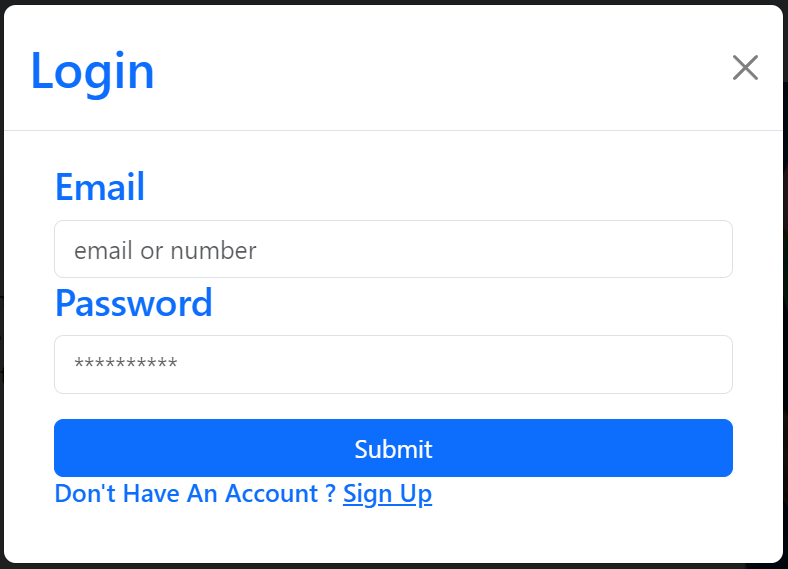 Login
Email
email or number
Password
**********
Submit
Don't Have An Account ? Sign Up